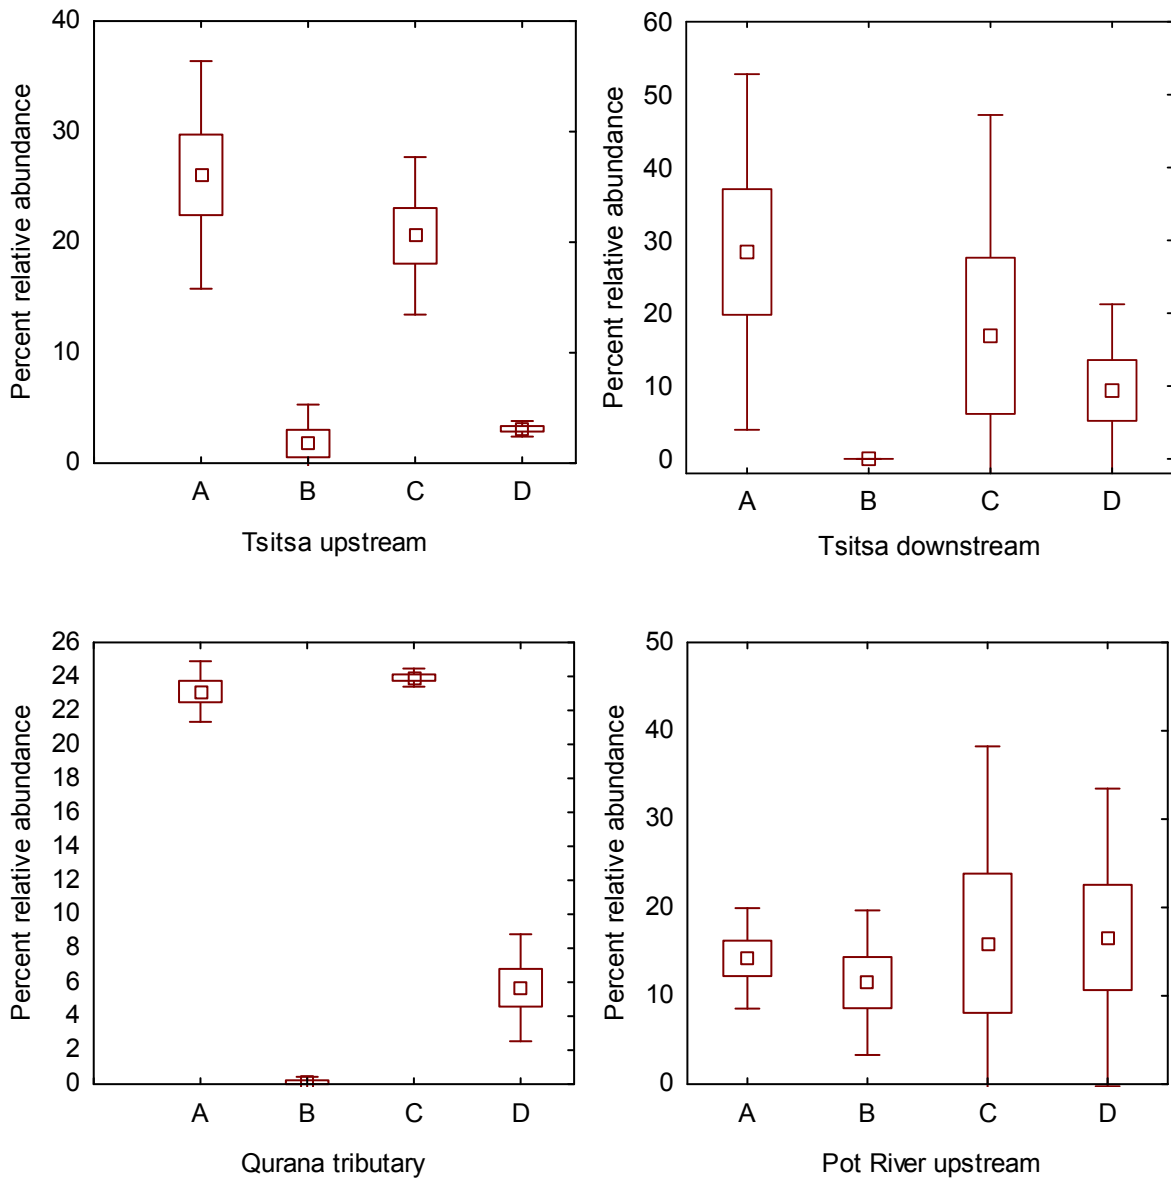 Percent relative abundance
40
30
20
10
0
A B C D
Tsitsa upstream
Percent relative abundance
60
50
40
30
20
10
0
A B C D
Tsitsa downstream
Percent relative abundance
26
24
22
20
18
16
14
12
10
8
6
4
2
0
A B C D
Qurana tributary
Percent relative abundance
50
40
30
20
10
0
A B C D
Pot River upstream